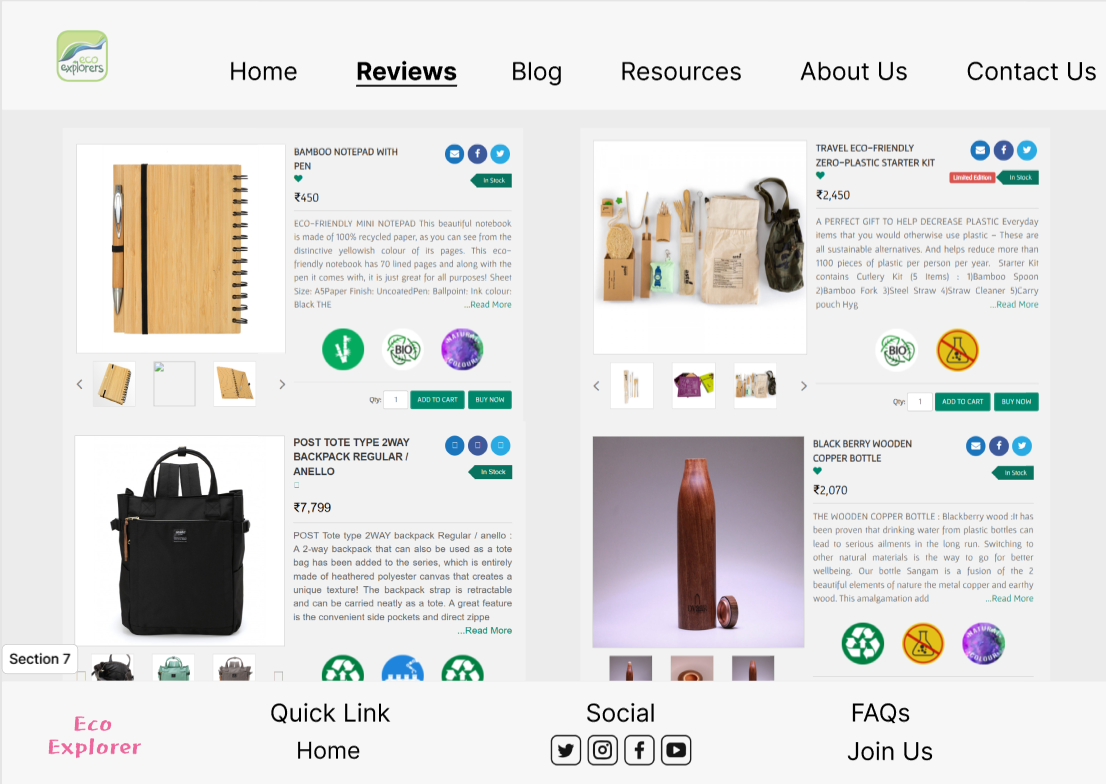 eco
explorers
Home
Reviews
Blog
Resources
About Us
Contact Us
BAMBOO NOTEPAD WITH
PEN
In Stock
₹450
ECO-FRIENDLY MINI NOTEPAD This beautiful notebook
is made of 100% recycled paper, as you can see from the
distinctive yellowish colour of its pages. This eco-
friendly notebook has 70 lined pages and along with the
pen it comes with, it is just great for all purposes! Sheet
Size: A5Paper Finish: UncoaredPen: Ballpoint: Ink colour:
Black THE
...Read More
BIO
NATURAL
COLOURS
Qty:
1
ADD TO CART
BUY NOW
TRAVEL ECO-FRIENDLY
ZERO-PLASTIC STARTER KIT
Limited Edition
In Stock
₹2,450
A PERFECT GIFT TO HELP DECREASE PLASTIC Everyday
items that you would otherwise use plastic – These are
all sustainable alternatives. And helps reduce more than
1100 pieces of plastic per person per year. Starter Kit
contains Cutlery Kit (5 Items) : 1)Bamboo Spoon
2)Bamboo Fork 3)Steel Straw 4)Straw Cleaner 5)Carry
pouch Hyg
...Read More
BIO
Qty:
1
ADD TO CART
BUY NOW
POST TOTE TYPE 2WAY
BACKPACK REGULAR /
ANELLO
In Stock
₹7,799
POST Tote type 2WAY backpack Regular / anello :
A 2-way backpack that can also be used as a tote
bag has been added to the series, which is entirely
made of heathered polyester canvas that creates a
unique texture! The backpack strap is retractable
and can be carried neatly as a tote. A great feature
is the convenient side pockets and direct zippe
...Read More
BLACK BERRY WOODEN
COPPER BOTTLE
In Stock
₹2,070
THE WOODEN COPPER BOTTLE : Blackberry wood :It has
been proven that drinking water from plastic bottles can
lead to serious ailments in the long run. Switching to
other natural materials is the way to go for better
wellbeing. Our bottle Sangam is a fusion of the 2
beautiful elements of nature the metal copper and earthy
wood. This amalgamation add
...Read More
NATURAL
COLOURS
Section 7
Eco
Explorer
Quick Link
Home
Social
FAQs
Join Us